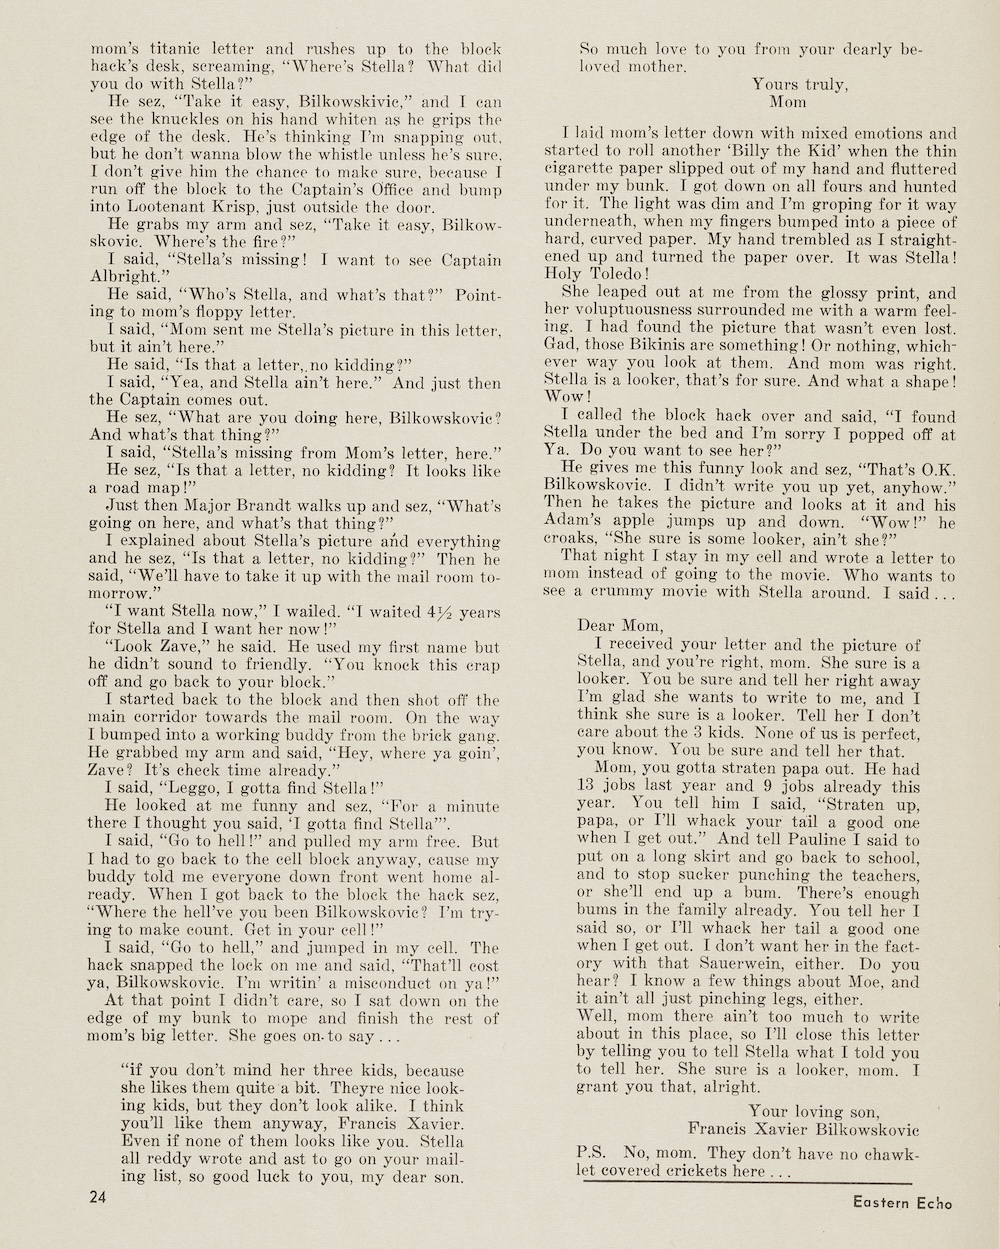 mom's titanic letter and rushes up to the block
hack's desk, screaming, "Where's Stella? What did
you do with Stella?"
He sez, "Take it easy, Bilkowskivic," and I can
see the knuckles on his hand whiten as he grips the
edge of the desk. He's thinking I'm snapping out,
but he don't wanna blow the whistle unless he's sure.
I don't give him the chance to make sure, because I
run off the block to the Captain's Office and bump
into Lootenant Krisp, just outside the door.
He grabs my arm and sez, "Take it easy, Bilkow-
skovic. Where's the fire?"
I said, "Stella's missing! I want to see Captain
Albright."
He said, "Who's Stella, and what's that?" Point-
ing to mom's floppy letter.
I said, "Mom sent me Stella's picture in this letter,
but it ain't here."
He said, "Is that a letter, no kidding?"
I said, "Yea, and Stella ain't here." And just then
the Captain comes out.
He sez, "What are you doing here, Bilkowskovic?
And what's that thing?"
I said, "Stella's missing from Mom's letter, here."
He sez, "Is that a letter, no kidding? It looks like
a road map!"
Just then Major Brandt walks up and sez, "What's
going on here, and what's that thing?"
I explained about Stella's picture and everything
and he sez, "Is that a letter, no kidding?" Then he
said, "We'll have to take it up with the mail room to-
morrow."
"I want Stella now," I wailed. "I waited 4½ years
for Stella and I want her now!"
"Look Zave," he said. He used my first name but
he didn't sound to friendly. "You knock this crap
off and go back to your block."
I started back to the block and then shot off the
main corridor towards the mail room. On the way
I bumped into a working buddy from the brick gang.
He grabbed my arm and said, "Hey, where ya goin',
Zave? It's check time already."
I said, "Leggo, I gotta find Stella!"
He looked at me funny and sez, "For a minute
there I thought you said, 'I gotta find Stella'".
I said, "Go to hell!" and pulled my arm free. But
I had to go back to the cell block anyway, cause my
buddy told me everyone down front went home al-
ready. When I got back to the block the hack sez,
"Where the hell've you been Bilkowskovic? I'm try-
ing to make count. Get in your cell!"
I said, "Go to hell," and jumped in my cell. The
hack snapped the lock on me and said, "That'll cost
ya, Bilkowskovic. I'm writin' a misconduct on ya!"
At that point I didn't care, so I sat down on the
edge of my bunk to mope and finish the rest of
mom's big letter. She goes on to say . . .
"if you don't mind her three kids, because
she likes them quite a bit. Theyre nice look-
ing kids, but they don't look alike. I think
you'll like them anyway, Francis Xavier.
Even if none of them looks like you. Stella
all reddy wrote and ast to go on your mail-
ing list, so good luck to you, my dear son.
So much love to you from your dearly be-
loved mother.
Yours truly,
Mom
I laid mom's letter down with mixed emotions and
started to roll another 'Billy the Kid' when the thin
cigarette paper slipped out of my hand and fluttered
under my bunk. I got down on all fours and hunted
for it. The light was dim and I'm groping for it way
underneath, when my fingers bumped into a piece of
hard, curved paper. My hand trembled as I straight-
ened up and turned the paper over. It was Stella!
Holy Toledo!
She leaped out at me from the glossy print, and
her voluptuousness surrounded me with a warm feel-
ing. I had found the picture that wasn't even lost.
Gad, those Bikinis are something! Or nothing, which-
ever way you look at them. And mom was right.
Stella is a looker, that's for sure. And what a shape!
Wow!
I called the block hack over and said, "I found
Stella under the bed and I'm sorry I popped off at
Ya. Do you want to see her?"
He gives me this funny look and sez, "That's O.K.
Bilkowskovic. I didn't write you up yet, anyhow."
Then he takes the picture and looks at it and his
Adam's apple jumps up and down. "Wow!" he
croaks, "She sure is some looker, ain't she?"
That night I stay in my cell and wrote a letter to
mom instead of going to the movie. Who wants to
see a crummy movie with Stella around. I said . . .
Dear Mom,
I received your letter and the picture of
Stella, and you're right, mom. She sure is a
looker. You be sure and tell her right away
I'm glad she wants to write to me, and I
think she sure is a looker. Tell her I don't
care about the 3 kids. None of us is perfect,
you know. You be sure and tell her that.
Mom, you gotta straten papa out. He had
13 jobs last year and 9 jobs already this
year. You tell him I said, "Straten up,
papa, or I'll whack your tail a good one
when I get out." And tell Pauline I said to
put on a long skirt and go back to school,
and to stop sucker punching the teachers,
or she'll end up a bum. There's enough
bums in the family already. You tell her I
said so, or I'll whack her tail a good one
when I get out. I don't want her in the fact-
ory with that Sauerwein, either. Do you
hear? I know a few things about Moe, and
it ain't all just pinching legs, either.
Well, mom there ain't too much to write
about in this place, so I'll close this letter
by telling you to tell Stella what I told you
to tell her. She sure is a looker, mom. I
grant you that, alright.
Your loving son,
Francis Xavier Bilkowskovic
P.S. No, mom. They don't have no chawk-
let covered crickets here . . .
24
Eastern Echo